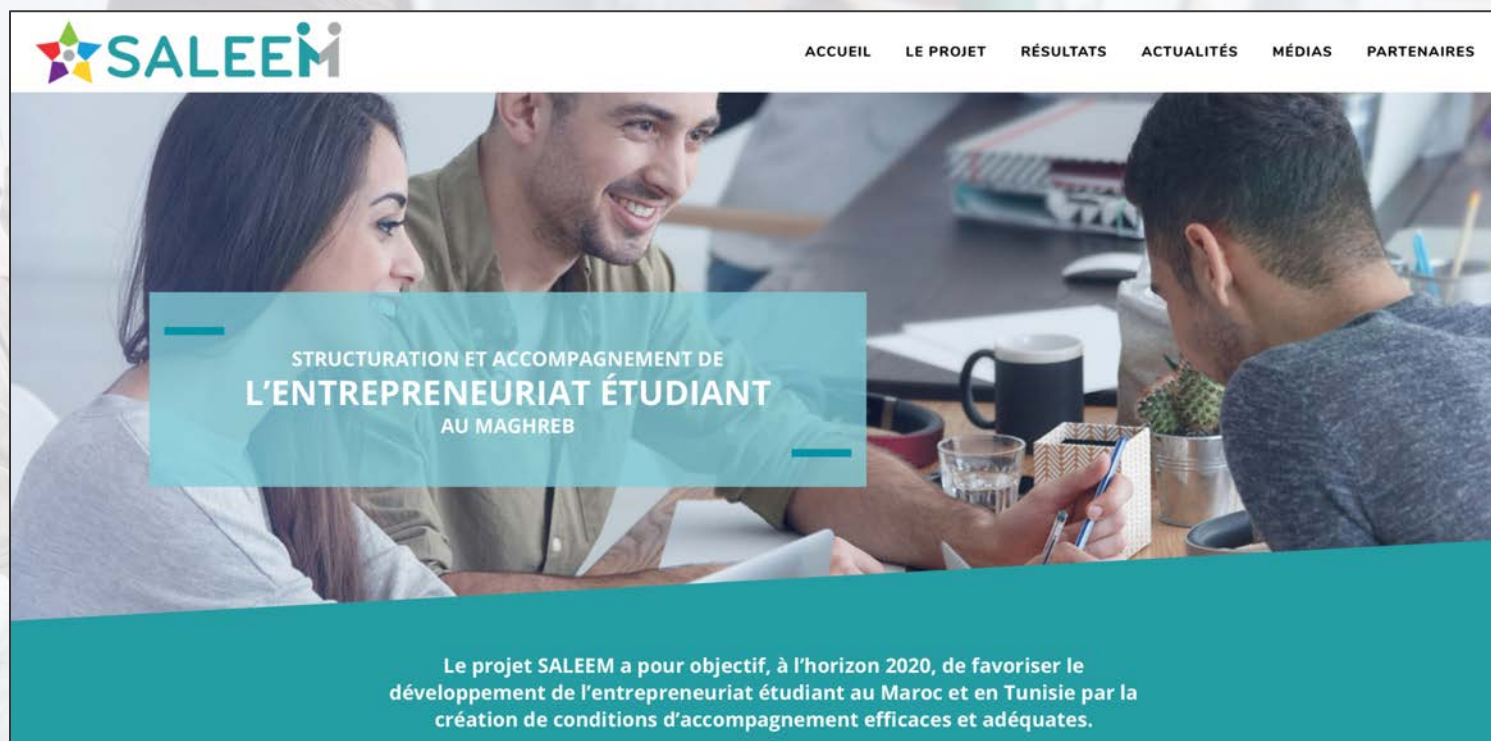 SALEEM
ACCUEIL LE PROJET RÉSULTATS ACTUALITÉS MÉDIAS PARTENAIRES
STRUCTURATION ET ACCOMPAGNEMENT DE
L'ENTREPRENEURIAT ÉTUDIANT
AU MAGHREB
Le projet SALEEM a pour objectif, à l'horizon 2020, de favoriser le
développement de l'entrepreneuriat étudiant au Maroc et en Tunisie par la
création de conditions d'accompagnement efficaces et adéquates.